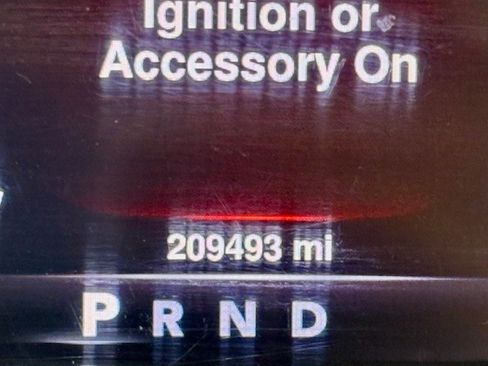 Ignition or
Accessory On
209493 mi
P R N D